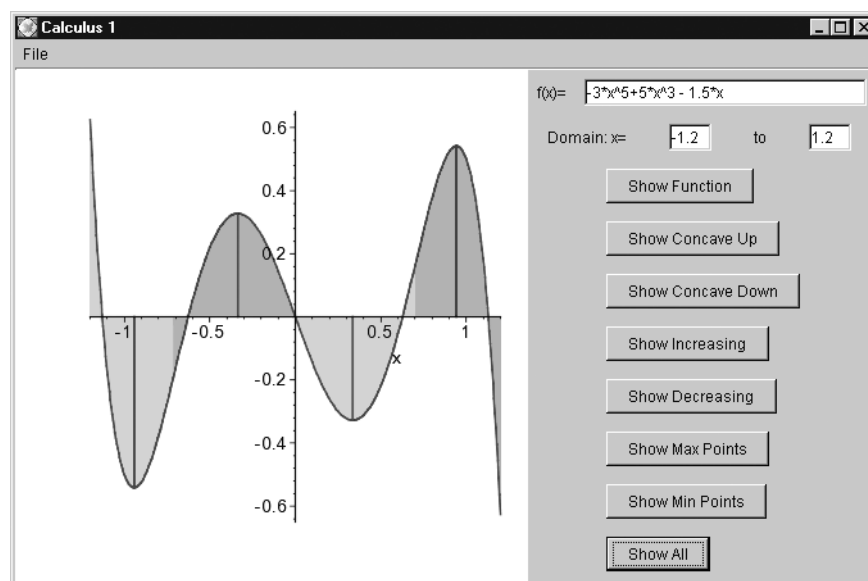 Calculus 1
File
f(x)= -3*x^5+5*x^3 - 1.5*x
Domain: x= -1.2 to 1.2
Show Function
Show Concave Up
Show Concave Down
Show Increasing
Show Decreasing
Show Max Points
Show Min Points
Show All
0.6
0.4
0.2
-1 -0.5 0.5 1
x
-0.2
-0.4
-0.6